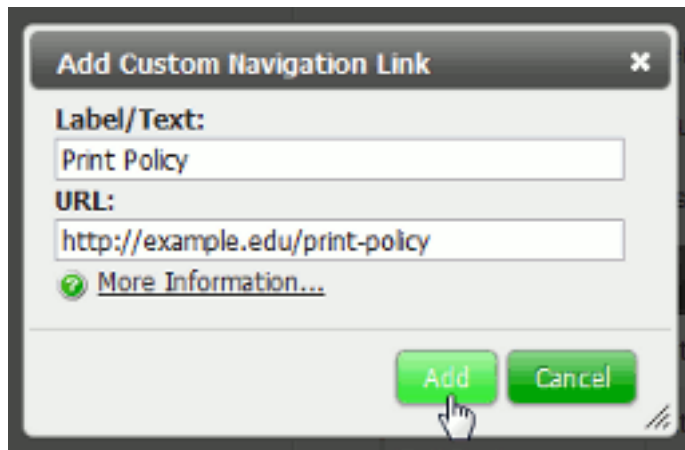 Add Custom Navigation Link
Label/Text:
Print Policy
URL:
http://example.edu/print-policy
More Information...
Add Cancel